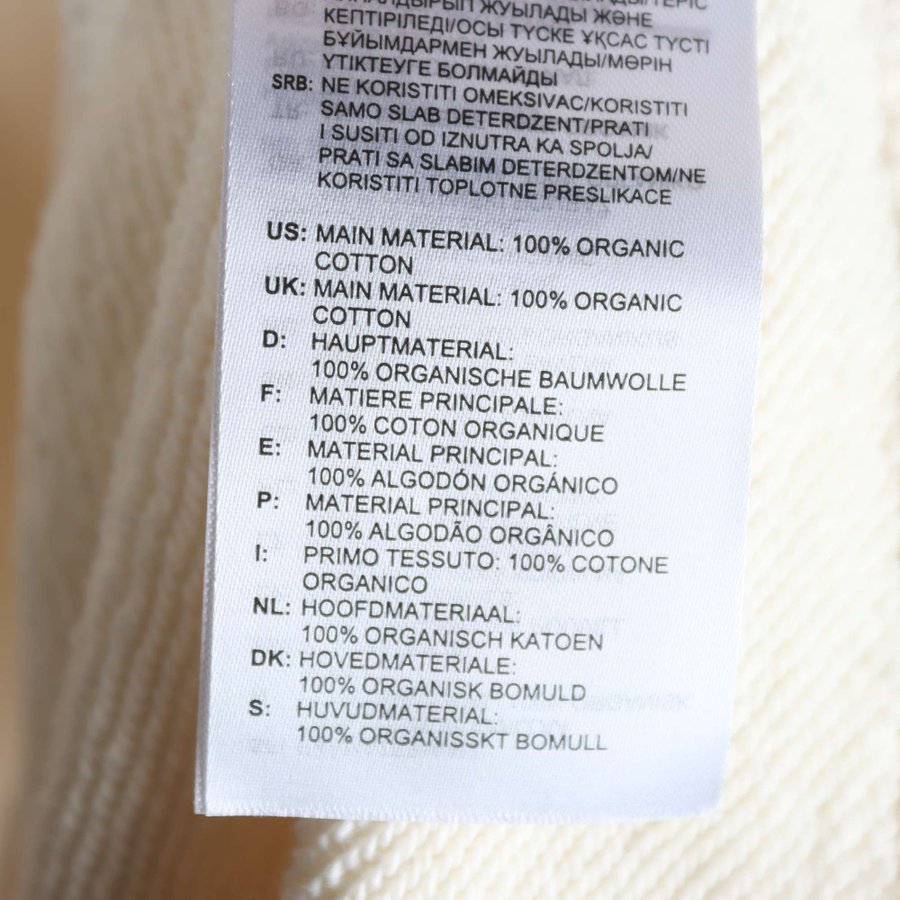 КЕПТІРІЛЕДІ/ОСЫ ТҮСКЕ ҰҚСАС ТҮСТІ
БҰЙЫМДАРМЕН ЖУЫЛАДЫ/МӨРІН
ҮТІКТЕУГЕ БОЛМАЙДЫ
SRB: NE KORISTITI OMEKSIVAC/KORISTITI
SAMO SLAB DETERDZENT/PRATI
I SUSITI OD IZNUTRA KA SPOLJA/
PRATI SA SLABIM DETERDZENTOM/NE
KORISTITI TOPLOTNE PRESLIKACE
US: MAIN MATERIAL: 100% ORGANIC
COTTON
UK: MAIN MATERIAL: 100% ORGANIC
COTTON
D: HAUPTMATERIAL:
100% ORGANISCHE BAUMWOLLE
F: MATIERE PRINCIPALE:
100% COTON ORGANIQUE
E: MATERIAL PRINCIPAL:
100% ALGODÓN ORGÁNICO
P: MATERIAL PRINCIPAL:
100% ALGODÃO ORGÂNICO
I: PRIMO TESSUTO: 100% COTONE
ORGANICO
NL: HOOFDMATERIAAL:
100% ORGANISCH KATOEN
DK: HOVEDMATERIALE:
100% ORGANISK BOMULD
S: HUVUDMATERIAL:
100% ORGANISSKT BOMULL